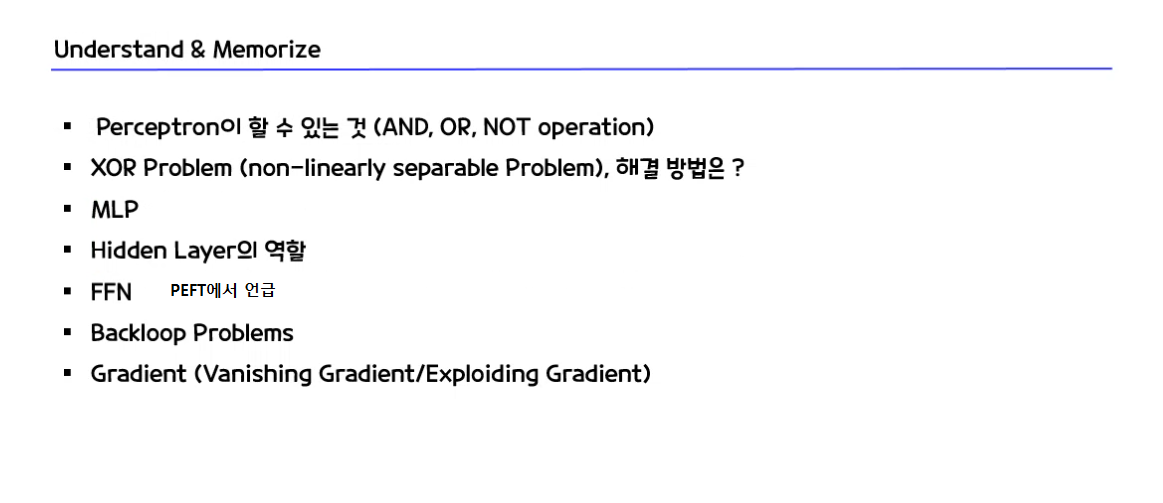 Understand & Memorize
▪ Perceptron이 할 수 있는 것 (AND, OR, NOT operation)
▪ XOR Problem (non-linearly separable Problem), 해결 방법은 ?
▪ MLP
▪ Hidden Layer의 역할
▪ FFN PEFT에서 언급
▪ Backloop Problems
▪ Gradient (Vanishing Gradient/Exploiding Gradient)